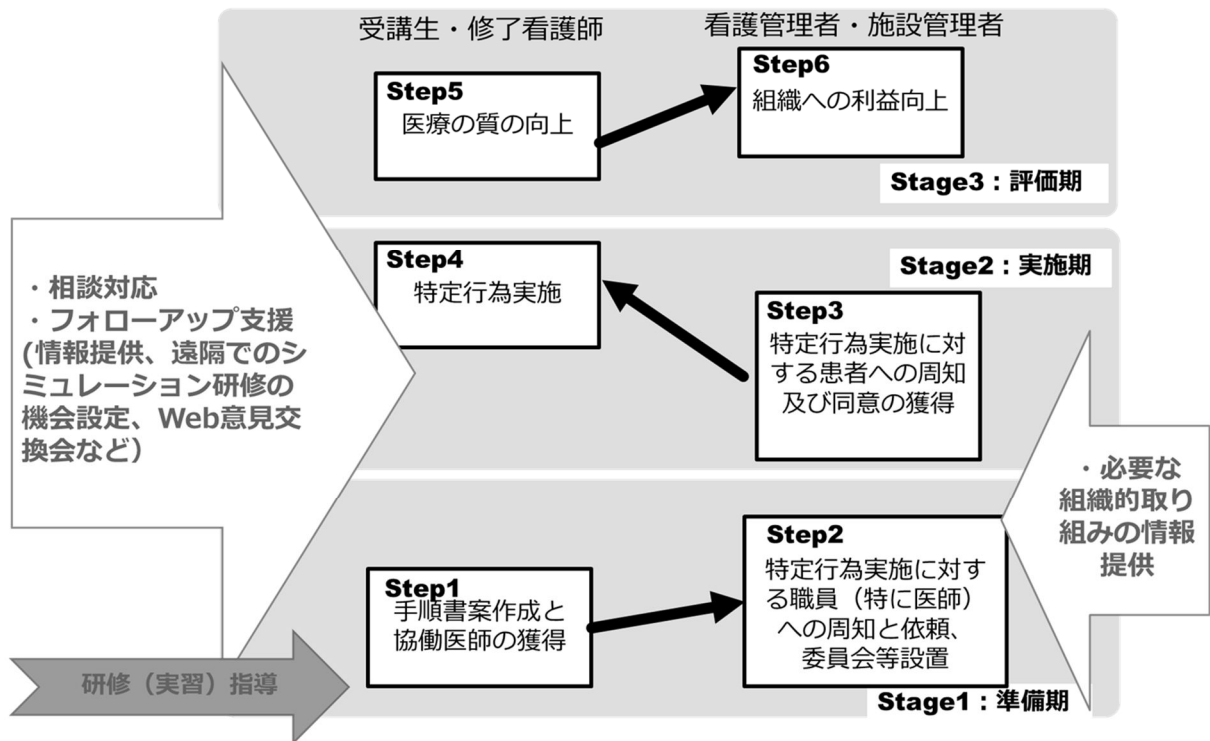 受講生・修了看護師
看護管理者・施設管理者
Step5
医療の質の向上
Step6
組織への利益向上
Stage3：評価期
・相談対応
・フォローアップ支援
(情報提供、遠隔でのシ
ミュレーション研修の
機会設定、Web意見交
換会など）
Step4
特定行為実施
Stage2：実施期
Step3
特定行為実施に対
する患者への周知
及び同意の獲得
・必要な
組織的取り
組みの情報
提供
Step1
手順書案作成と
協働医師の獲得
Step2
特定行為実施に対す
る職員（特に医師）
への周知と依頼、
委員会等設置
研修（実習）指導
Stage1：準備期